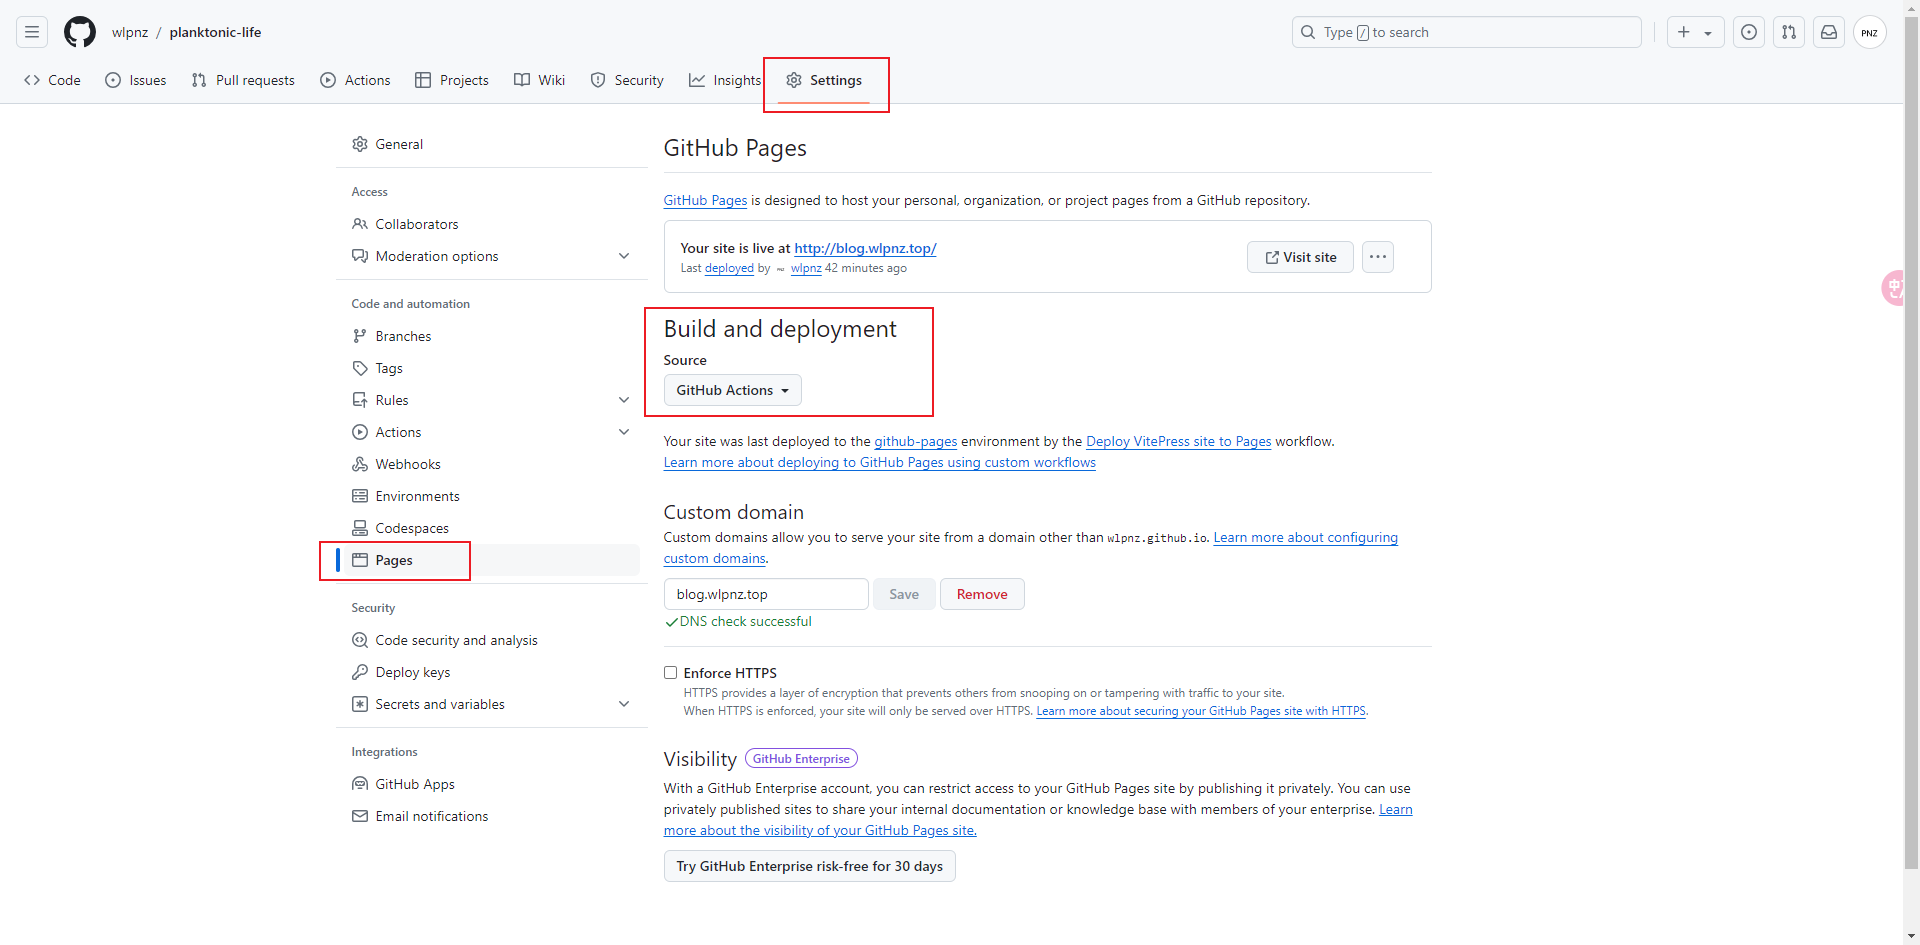 wlpnz / planktonic-life
Type / to search
PNZ
Code Issues Pull requests Actions Projects Wiki Security Insights Settings
General
Access
Collaborators
Moderation options
Code and automation
Branches
Tags
Rules
Actions
Webhooks
Environments
Codespaces
Pages
Security
Code security and analysis
Deploy keys
Secrets and variables
Integrations
GitHub Apps
Email notifications
GitHub Pages
GitHub Pages is designed to host your personal, organization, or project pages from a GitHub repository.
Your site is live at http://blog.wlpnz.top/
Last deployed by wlpnz 42 minutes ago
Visit site
Build and deployment
Source
GitHub Actions
Your site was last deployed to the github-pages environment by the Deploy VitePress site to Pages workflow.
Learn more about deploying to GitHub Pages using custom workflows
Custom domain
Custom domains allow you to serve your site from a domain other than wlpnz.github.io. Learn more about configuring
custom domains.
blog.wlpnz.top Save Remove
DNS check successful
Enforce HTTPS
HTTPS provides a layer of encryption that prevents others from snooping on or tampering with traffic to your site.
When HTTPS is enforced, your site will only be served over HTTPS. Learn more about securing your GitHub Pages site with HTTPS.
Visibility GitHub Enterprise
With a GitHub Enterprise account, you can restrict access to your GitHub Pages site by publishing it privately. You can use
privately published sites to share your internal documentation or knowledge base with members of your enterprise. Learn
more about the visibility of your GitHub Pages site.
Try GitHub Enterprise risk-free for 30 days